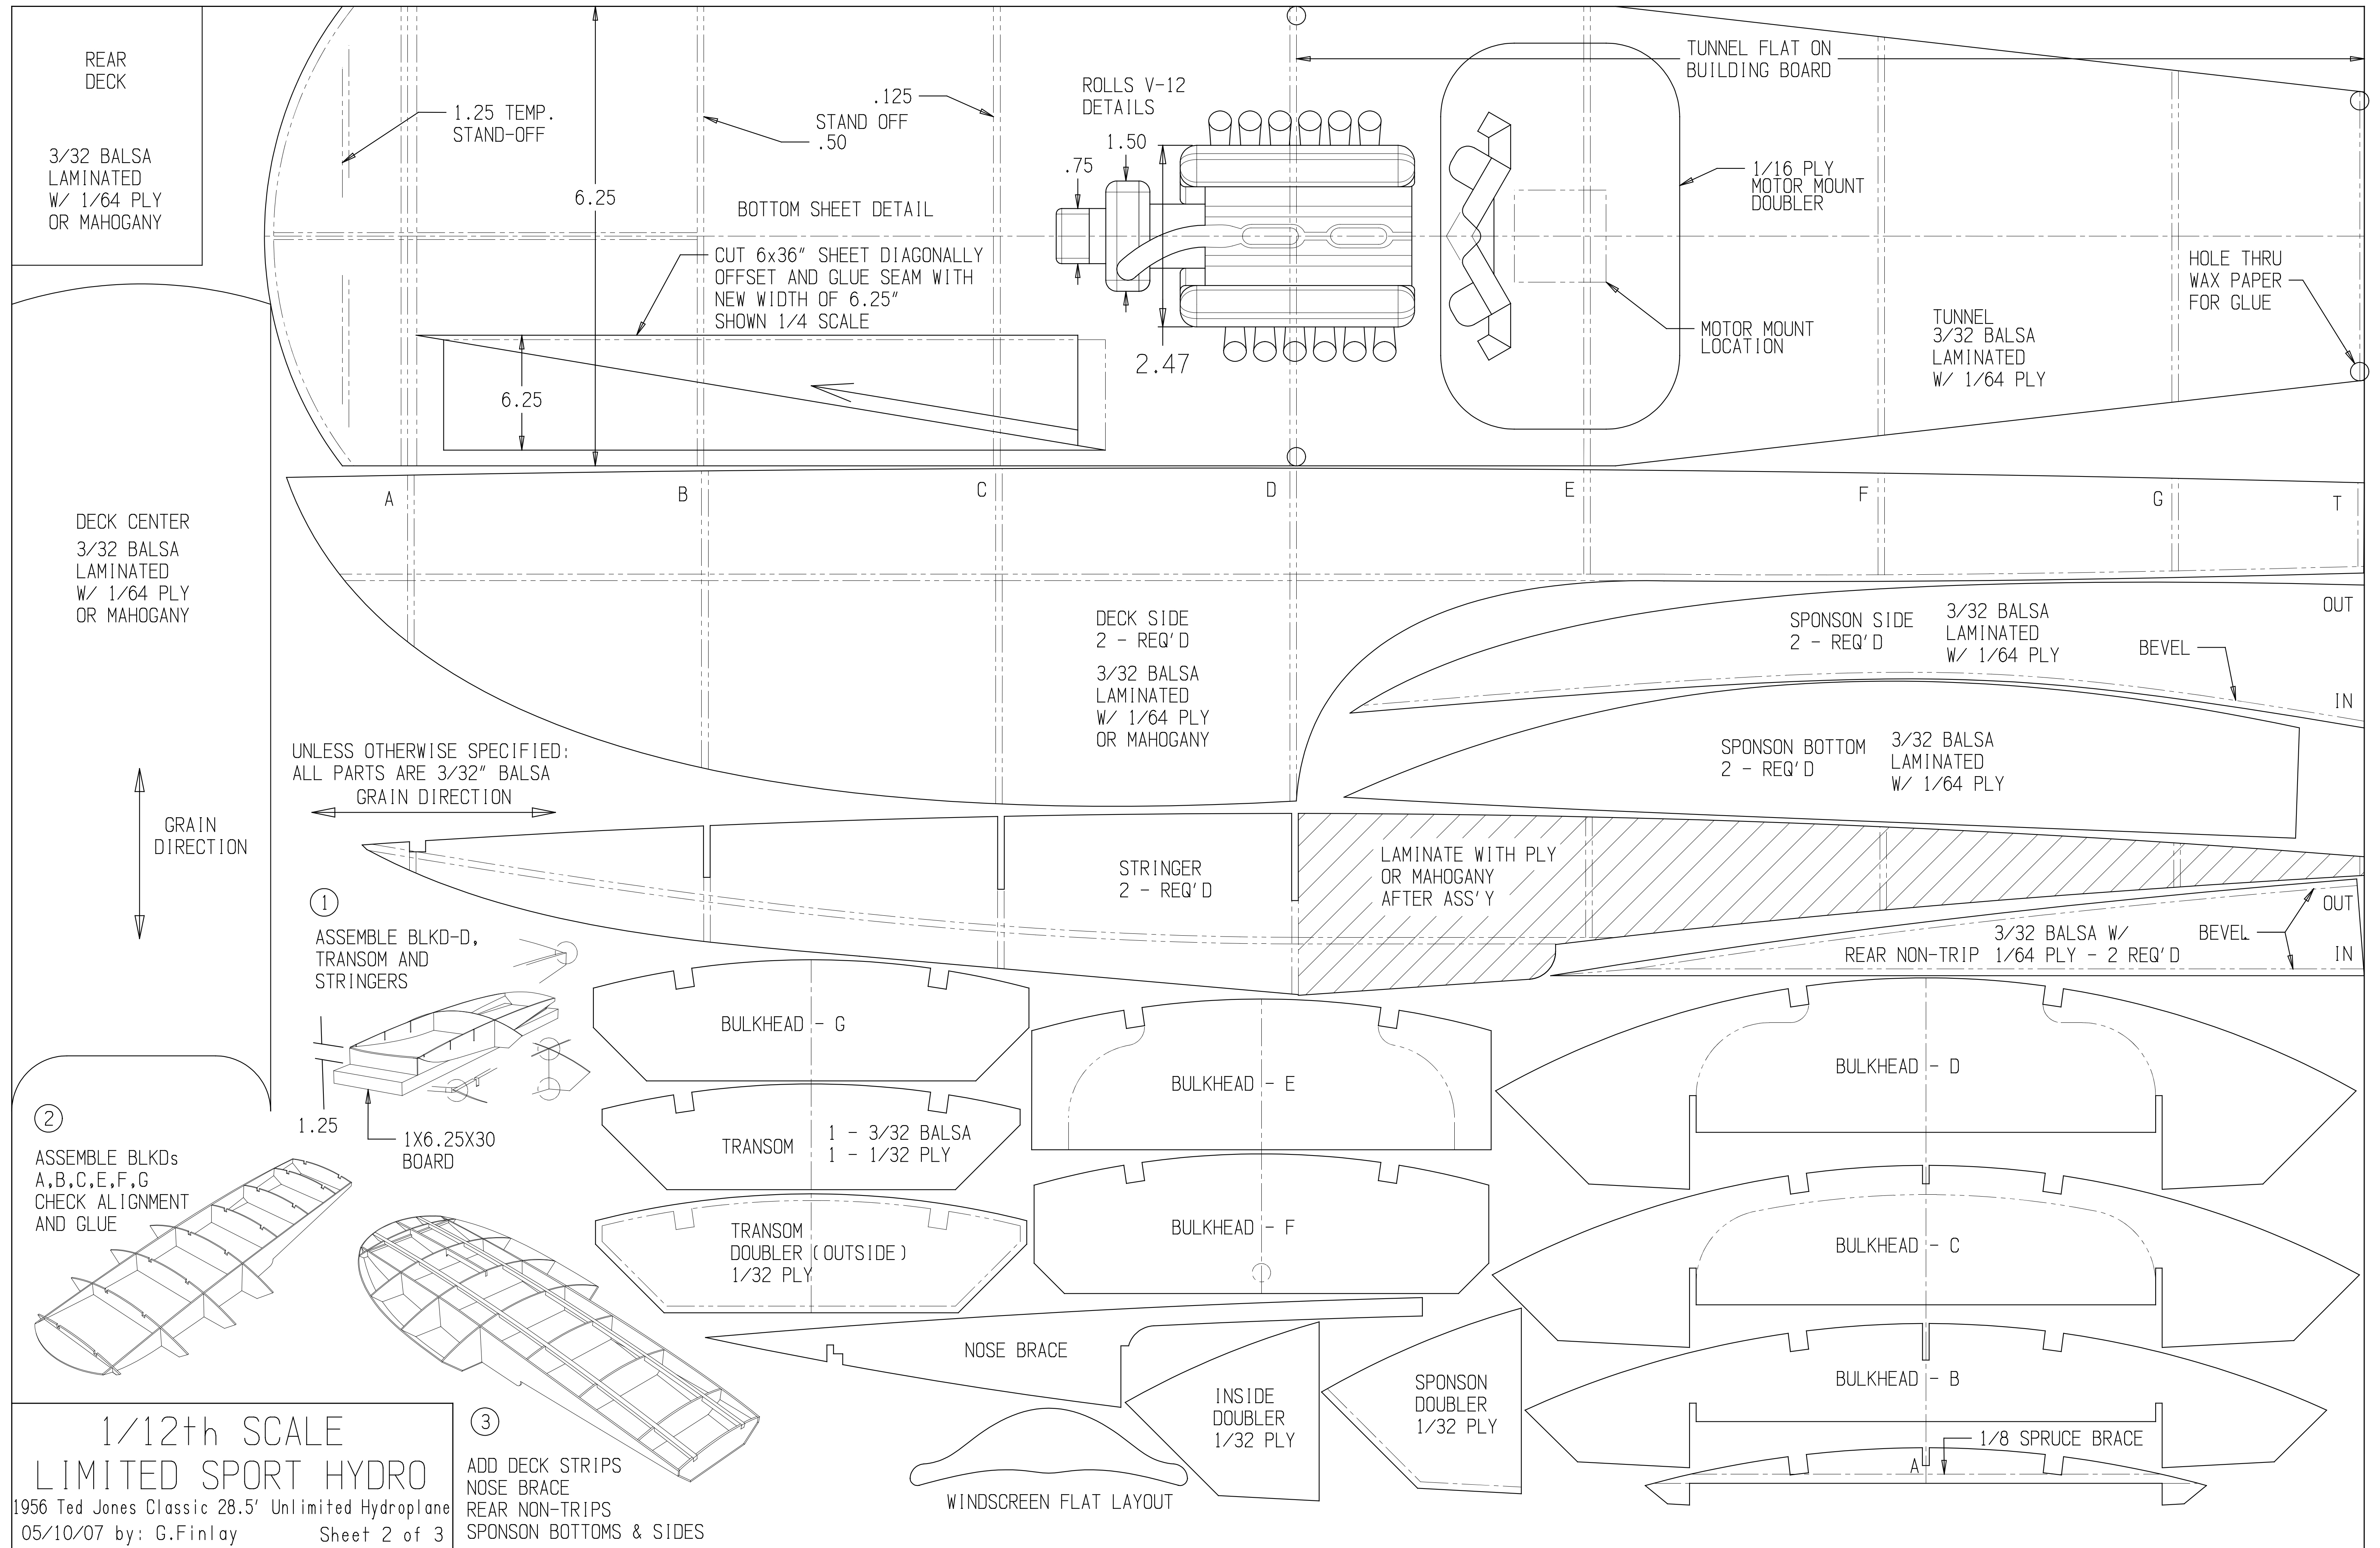 REAR
DECK
3/32 BALSA
LAMINATED
W/ 1/64 PLY
OR MAHOGANY
1.25 TEMP.
STAND-OFF
.125
STAND OFF
.50
6.25
BOTTOM SHEET DETAIL
CUT 6x36" SHEET DIAGONALLY
OFFSET AND GLUE SEAM WITH
NEW WIDTH OF 6.25"
SHOWN 1/4 SCALE
6.25
ROLLS V-12
DETAILS
1.50
.75
2.47
TUNNEL FLAT ON
BUILDING BOARD
1/16 PLY
MOTOR MOUNT
DOUBLER
MOTOR MOUNT
LOCATION
HOLE THRU
WAX PAPER
FOR GLUE
TUNNEL
3/32 BALSA
LAMINATED
W/ 1/64 PLY
A
B
C
D
E
F
G
T
DECK CENTER
3/32 BALSA
LAMINATED
W/ 1/64 PLY
OR MAHOGANY
GRAIN
DIRECTION
DECK SIDE
2 - REQ'D
3/32 BALSA
LAMINATED
W/ 1/64 PLY
OR MAHOGANY
SPONSON SIDE
2 - REQ'D
3/32 BALSA
LAMINATED
W/ 1/64 PLY
BEVEL
OUT
IN
SPONSON BOTTOM
2 - REQ'D
3/32 BALSA
LAMINATED
W/ 1/64 PLY
UNLESS OTHERWISE SPECIFIED:
ALL PARTS ARE 3/32" BALSA
GRAIN DIRECTION
STRINGER
2 - REQ'D
LAMINATE WITH PLY
OR MAHOGANY
AFTER ASS'Y
REAR NON-TRIP
3/32 BALSA W/
1/64 PLY - 2 REQ'D
BEVEL
OUT
IN
1
ASSEMBLE BLKD-D,
TRANSOM AND
STRINGERS
1.25
1X6.25X30
BOARD
2
ASSEMBLE BLKDs
A,B,C,E,F,G
CHECK ALIGNMENT
AND GLUE
BULKHEAD - G
TRANSOM
1 - 3/32 BALSA
1 - 1/32 PLY
TRANSOM
DOUBLER (OUTSIDE)
1/32 PLY
BULKHEAD - E
BULKHEAD - F
BULKHEAD - D
BULKHEAD - C
BULKHEAD - B
1/8 SPRUCE BRACE
A
NOSE BRACE
INSIDE
DOUBLER
1/32 PLY
SPONSON
DOUBLER
1/32 PLY
WINDSCREEN FLAT LAYOUT
3
ADD DECK STRIPS
NOSE BRACE
REAR NON-TRIPS
SPONSON BOTTOMS & SIDES
1/12th SCALE
LIMITED SPORT HYDRO
1956 Ted Jones Classic 28.5' Unlimited Hydroplane
05/10/07 by: G.Finlay
Sheet 2 of 3